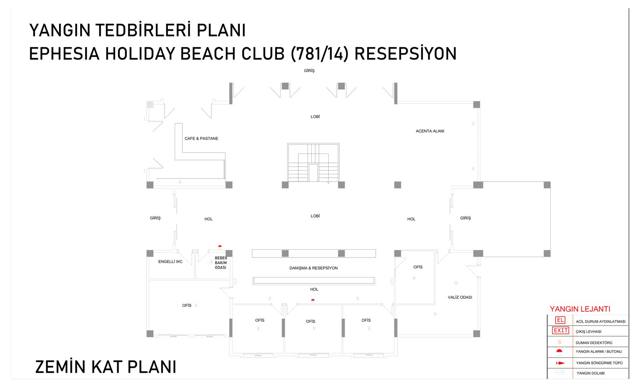 YANGIN TEDBİRLERİ PLANI
EPHESIA HOLIDAY BEACH CLUB (781/14) RESEPSİYON
GİRİŞ
LOBİ
ACENTA ALANI
CAFE & PASTANE
GİRİŞ
HOL
LOBİ
HOL
GİRİŞ
ENGELLİ WC
BEBEK
BAKIM
ODASI
DANIŞMA & RESEPSİYON
OFİS
HOL
VALİZ ODASI
OFİS
OFİS
OFİS
OFİS
YANGIN LEJANTI
EL ACİL DURUM AYDINLATMASI
EXIT ÇIKIŞ LEVHASI
DUMAN DEDEKTÖRÜ
YANGIN ALARMI / BUTONU
YANGIN SÖNDÜRME TÜPÜ
YANGIN DOLABI
ZEMİN KAT PLANI